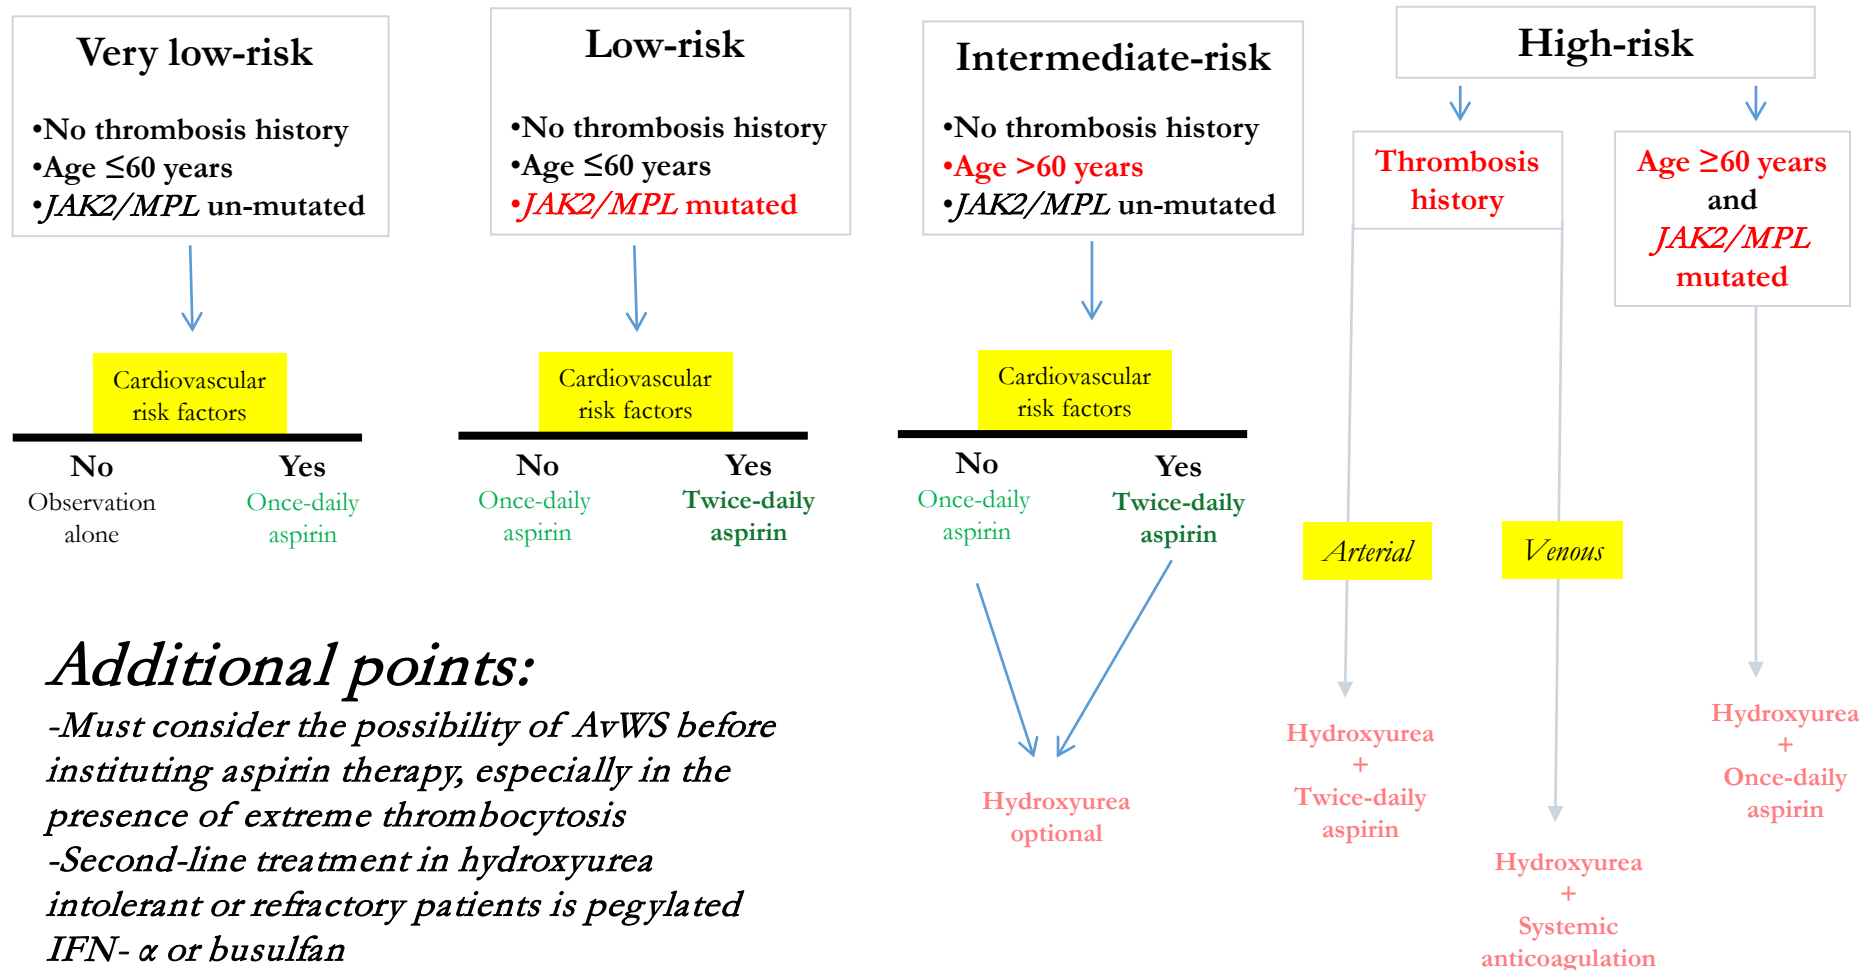 Very low-risk
•No thrombosis history
•Age ≤60 years
•JAK2/MPL un-mutated
Cardiovascular
risk factors
No
Observation
alone
Yes
Once-daily
aspirin
Low-risk
•No thrombosis history
•Age ≤60 years
•JAK2/MPL mutated
Cardiovascular
risk factors
No
Once-daily
aspirin
Yes
Twice-daily
aspirin
Intermediate-risk
•No thrombosis history
•Age >60 years
•JAK2/MPL un-mutated
Cardiovascular
risk factors
No
Once-daily
aspirin
Yes
Twice-daily
aspirin
Hydroxyurea
optional
High-risk
Thrombosis
history
Arterial
Hydroxyurea
+
Twice-daily
aspirin
Venous
Hydroxyurea
+
Systemic
anticoagulation
Age ≥60 years
and
JAK2/MPL
mutated
Hydroxyurea
+
Once-daily
aspirin
Additional points:
-Must consider the possibility of AvWS before
instituting aspirin therapy, especially in the
presence of extreme thrombocytosis
-Second-line treatment in hydroxyurea
intolerant or refractory patients is pegylated
IFN- α or busulfan